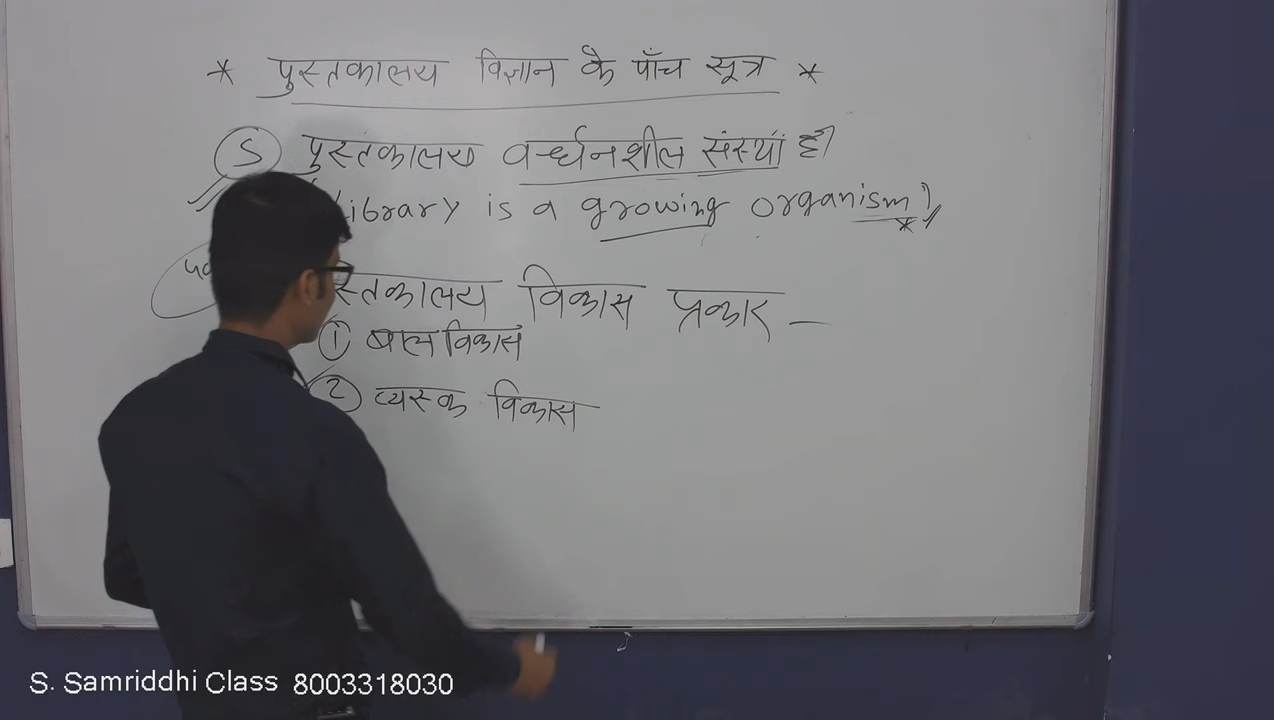 * पुस्तकालय विज्ञान के पाँच सूत्र *
5 पुस्तकालय वर्ध्धनशील संस्था है।
Library is a growing organism)
स्तकालय विकास प्रकार —
① बाल विकास
② व्यस्क विकास
S. Samriddhi Class 8003318030